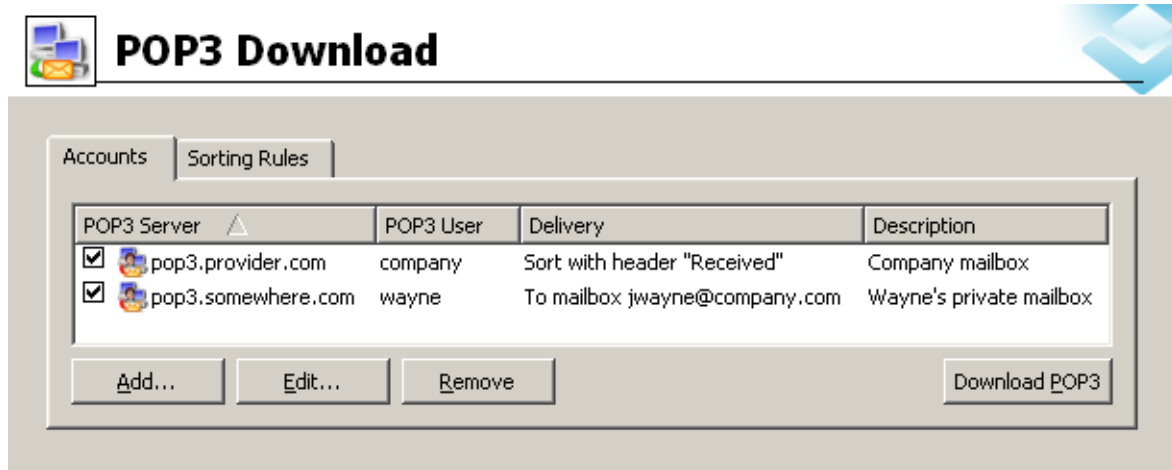 POP3 Download
Accounts Sorting Rules
POP3 Server POP3 User Delivery Description
pop3.provider.com company Sort with header "Received" Company mailbox
pop3.somewhere.com wayne To mailbox jwayne@company.com Wayne's private mailbox
Add... Edit... Remove Download POP3